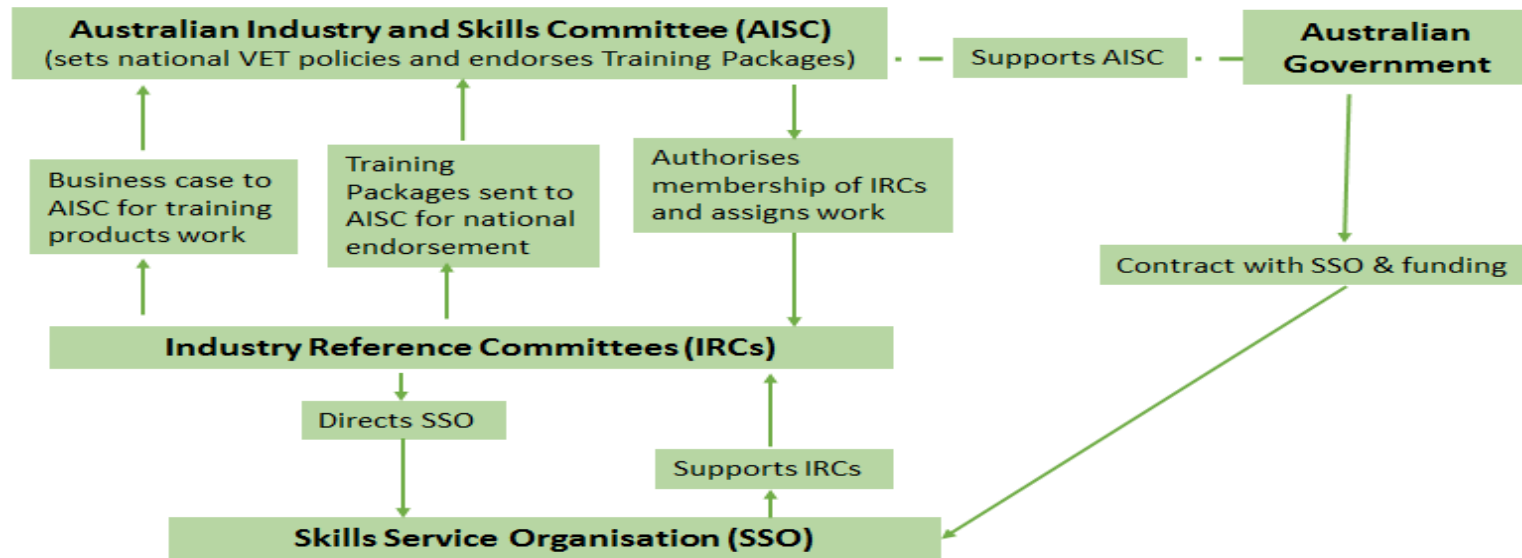 Australian Industry and Skills Committee (AISC)
(sets national VET policies and endorses Training Packages)
Supports AISC
Australian
Government
Business case to
AISC for training
products work
Training
Packages sent to
AISC for national
endorsement
Authorises
membership of IRCs
and assigns work
Contract with SSO & funding
Industry Reference Committees (IRCs)
Directs SSO
Supports IRCs
Skills Service Organisation (SSO)